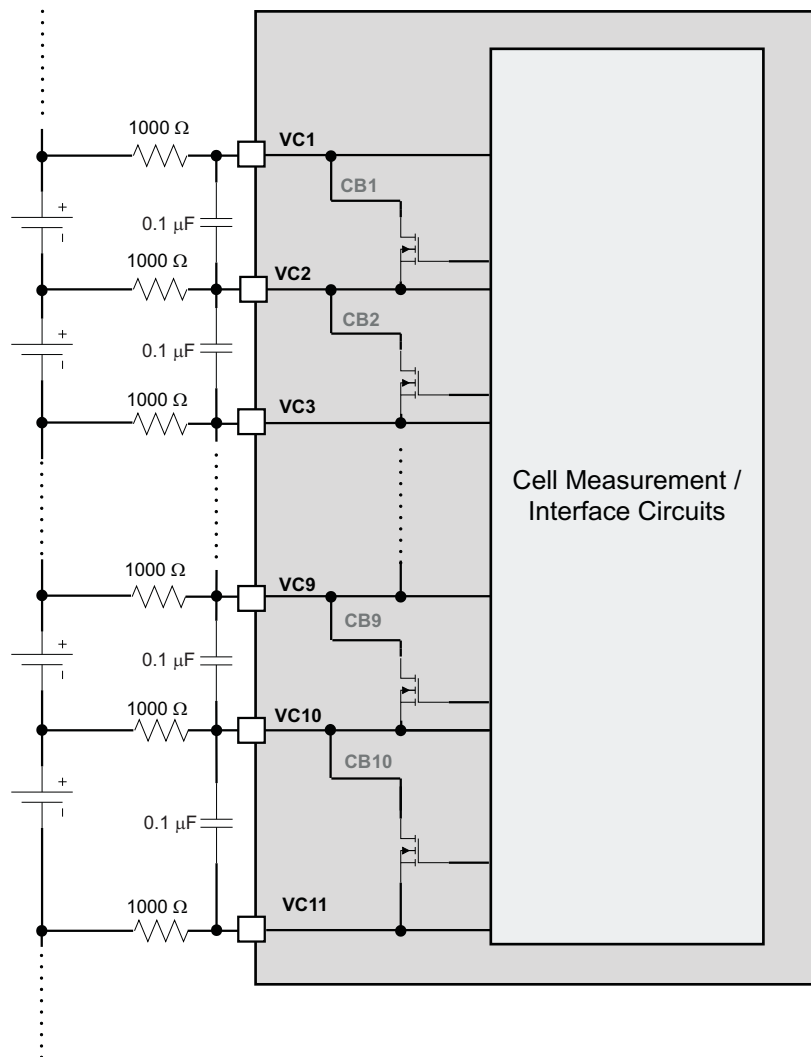 1000 Ω
VC1
CB1
+
-
0.1 μF
1000 Ω
VC2
CB2
+
-
0.1 μF
1000 Ω
VC3
Cell Measurement /
Interface Circuits
1000 Ω
VC9
CB9
+
-
0.1 μF
1000 Ω
VC10
CB10
+
-
0.1 μF
1000 Ω
VC11